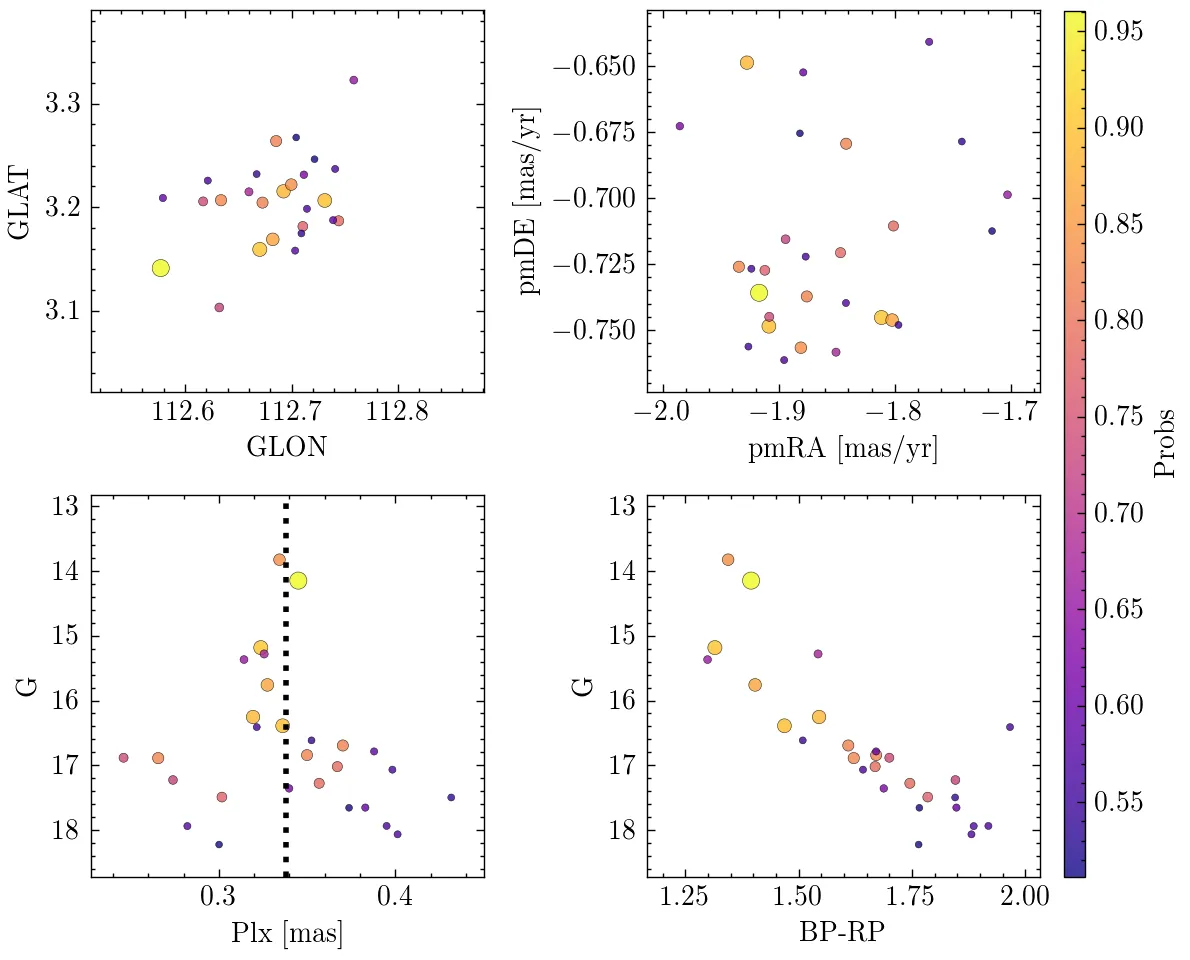 3.3
3.2
3.1
GLAT
112.6 112.7 112.8
GLON
−0.650
−0.675
−0.700
−0.725
−0.750
pmDE [mas/yr]
−2.0 −1.9 −1.8 −1.7
pmRA [mas/yr]
13
14
15
16
17
18
G
0.3 0.4
Plx [mas]
13
14
15
16
17
18
G
1.25 1.50 1.75 2.00
BP-RP
0.95
0.90
0.85
0.80
0.75
0.70
0.65
0.60
0.55
Probs